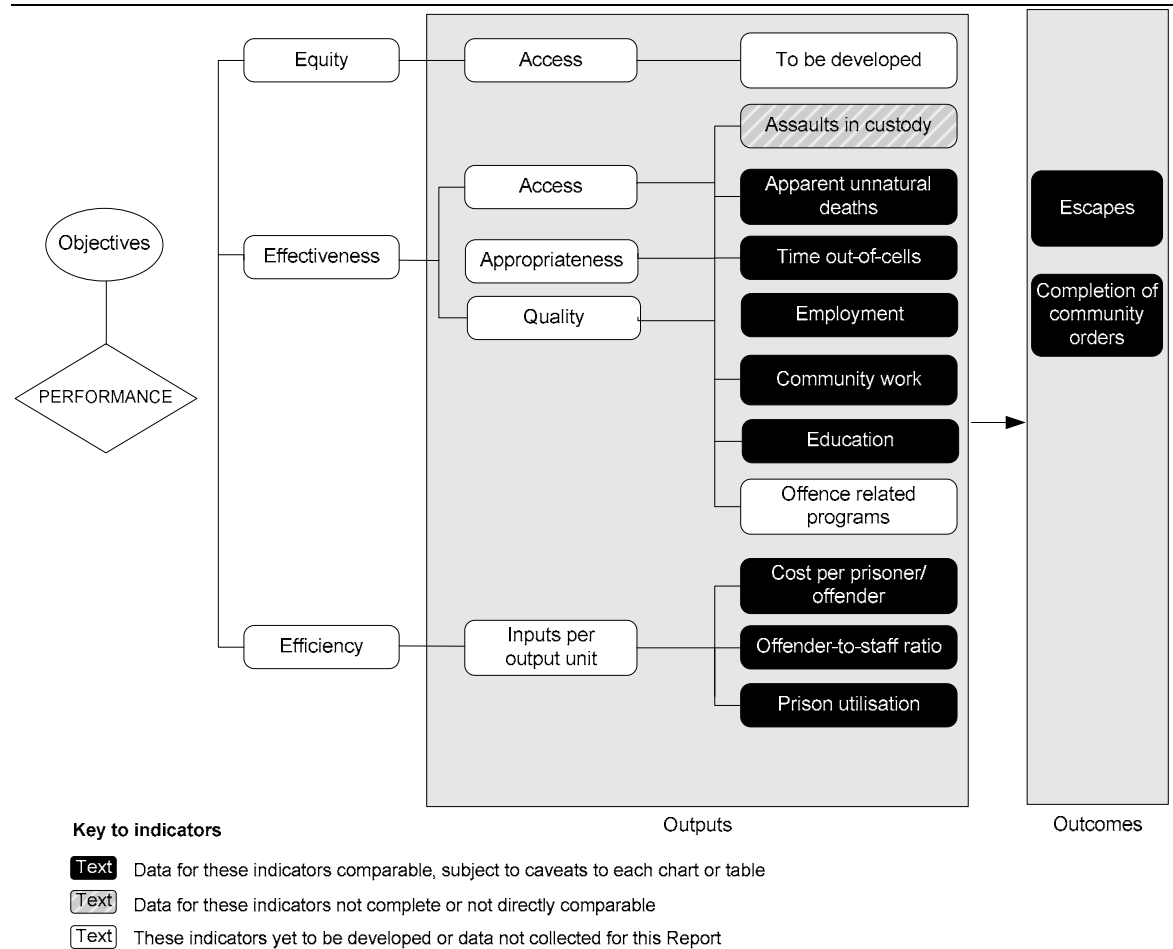 Equity
Access
To be developed
Assaults in custody
Access
Apparent unnatural
deaths
Escapes
Objectives
Effectiveness
Appropriateness
Time out-of-cells
Quality
Employment
Completion of
community
orders
PERFORMANCE
Community work
Education
Offence related
programs
Cost per prisoner/
offender
Efficiency
Inputs per
output unit
Offender-to-staff ratio
Prison utilisation
Outputs
Outcomes
Key to indicators
Text Data for these indicators comparable, subject to caveats to each chart or table
Text Data for these indicators not complete or not directly comparable
Text These indicators yet to be developed or data not collected for this Report